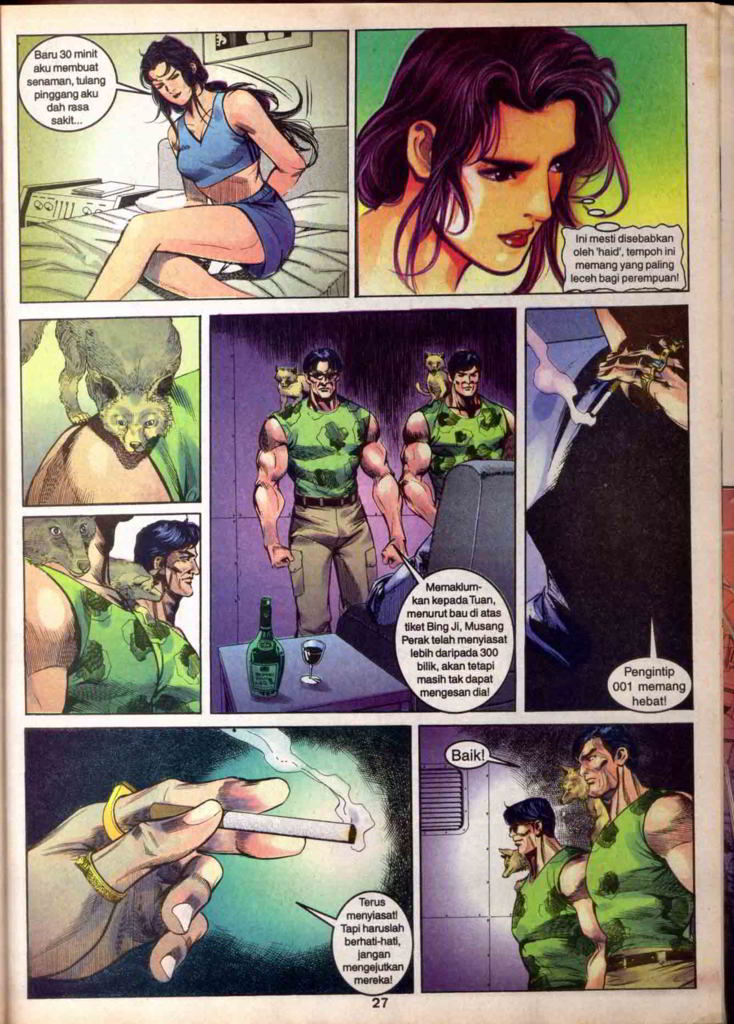 Baru 30 minit
aku membuat
senaman, tulang
pinggang aku
dah rasa
sakit...
Ini mesti disebabkan
oleh 'haid', tempoh ini
memang yang paling
leceh bagi perempuan!
Memaklum-
kan kepada Tuan,
menurut bau di atas
tiket Bing Ji, Musang
Perak telah menyiasat
lebih daripada 300
bilik, akan tetapi
masih tak dapat
mengesan dia!
Pengintip
001 memang
hebat!
Terus
menyiasat!
Tapi haruslah
berhati-hati,
jangan
mengejutkan
mereka!
Baik!
27